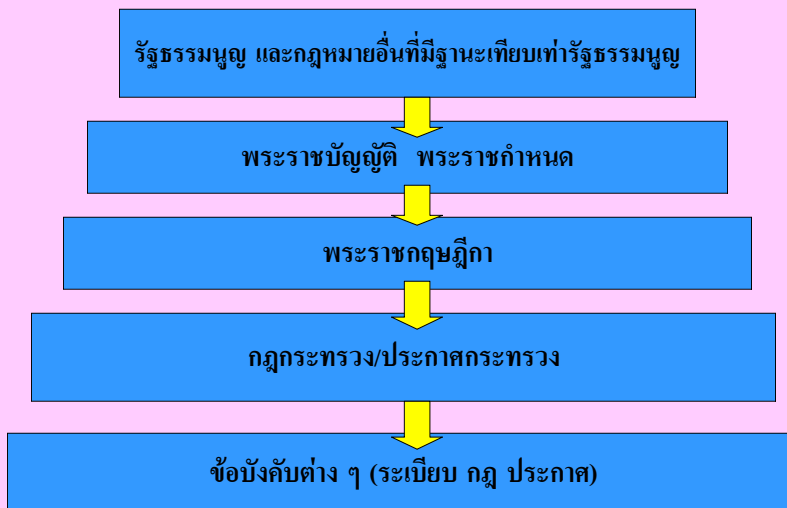 รัฐธรรมนูญ และกฎหมายอื่นที่มีฐานะเทียบเท่ารัฐธรรมนูญ
พระราชบัญญัติ พระราชกำหนด
พระราชกฤษฎีกา
กฎกระทรวง/ประกาศกระทรวง
ข้อบังคับต่าง ๆ (ระเบียบ กฎ ประกาศ)